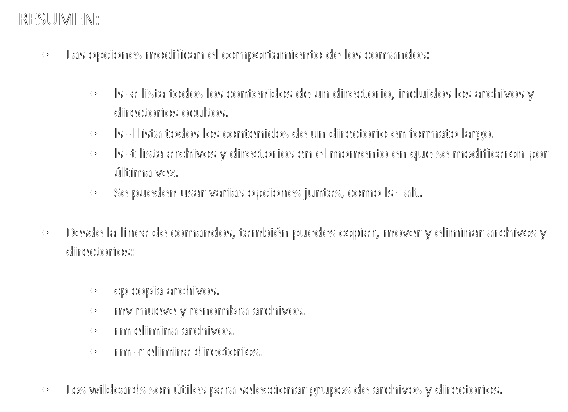 RESUMEN:
- Las opciones modifican el comportamiento de los comandos:
- ls -a lista todos los contenidos de un directorio, incluidos los archivos y
directorios ocultos.
- ls -l lista todos los contenidos de un directorio en formato largo.
- ls -t lista archivos y directorios en el momento en que se modificaron por
última vez.
- Se pueden usar varias opciones juntas, como ls -alt.
- Desde la línea de comandos, también puedes copiar, mover y eliminar archivos y
directorios:
- cp copia archivos.
- mv mueve y renombra archivos.
- rm elimina archivos.
- rm -r elimina directorios.
- Los wildcards son útiles para seleccionar grupos de archivos y directorios.